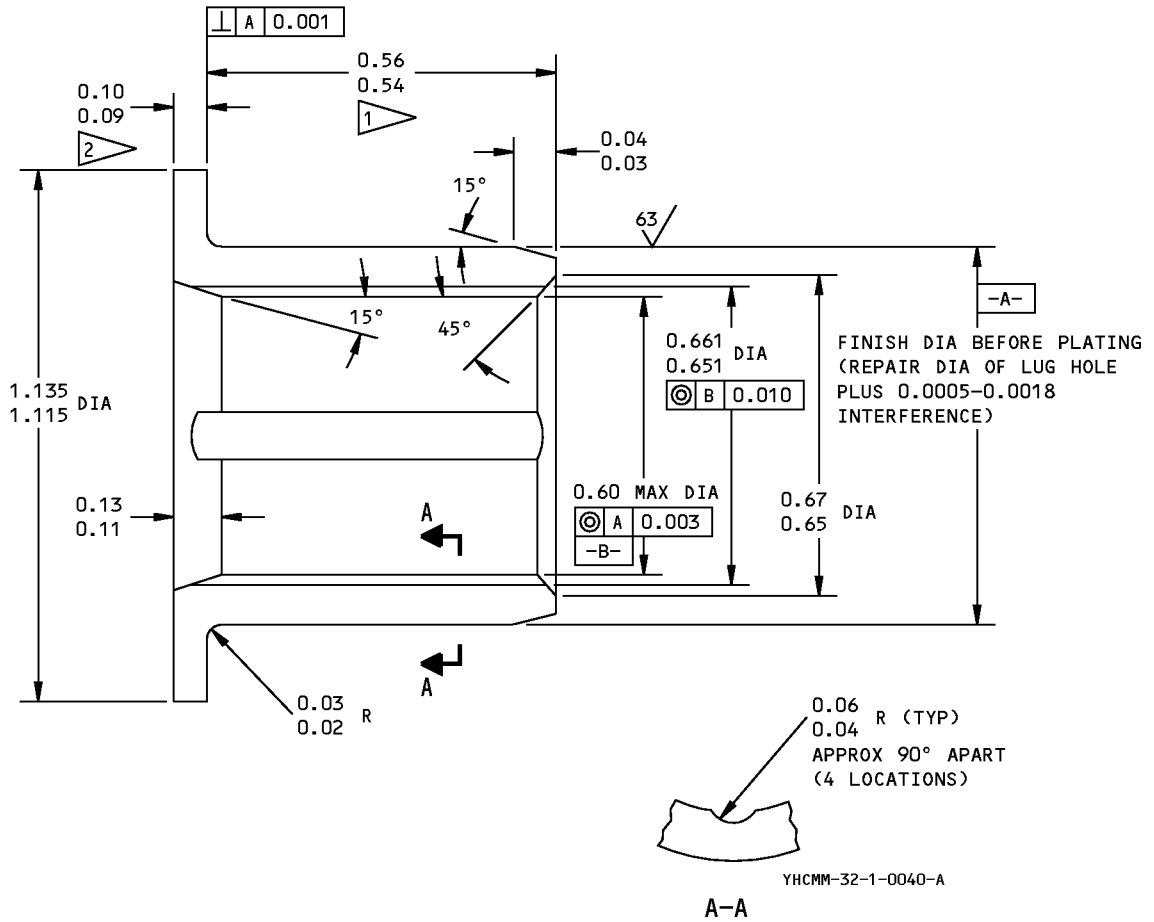 ⊥ A 0.001
0.56
0.54
1
0.10
0.09
2
0.04
0.03
15°
63
-A-
15°
45°
0.661
0.651 DIA
◎ B 0.010
FINISH DIA BEFORE PLATING
(REPAIR DIA OF LUG HOLE
PLUS 0.0005-0.0018
INTERFERENCE)
1.135
1.115 DIA
0.60 MAX DIA
◎ A 0.003
-B-
0.67
0.65 DIA
0.13
0.11
A
A
0.03
0.02 R
0.06
0.04 R (TYP)
APPROX 90° APART
(4 LOCATIONS)
YHCMM-32-1-0040-A
A-A